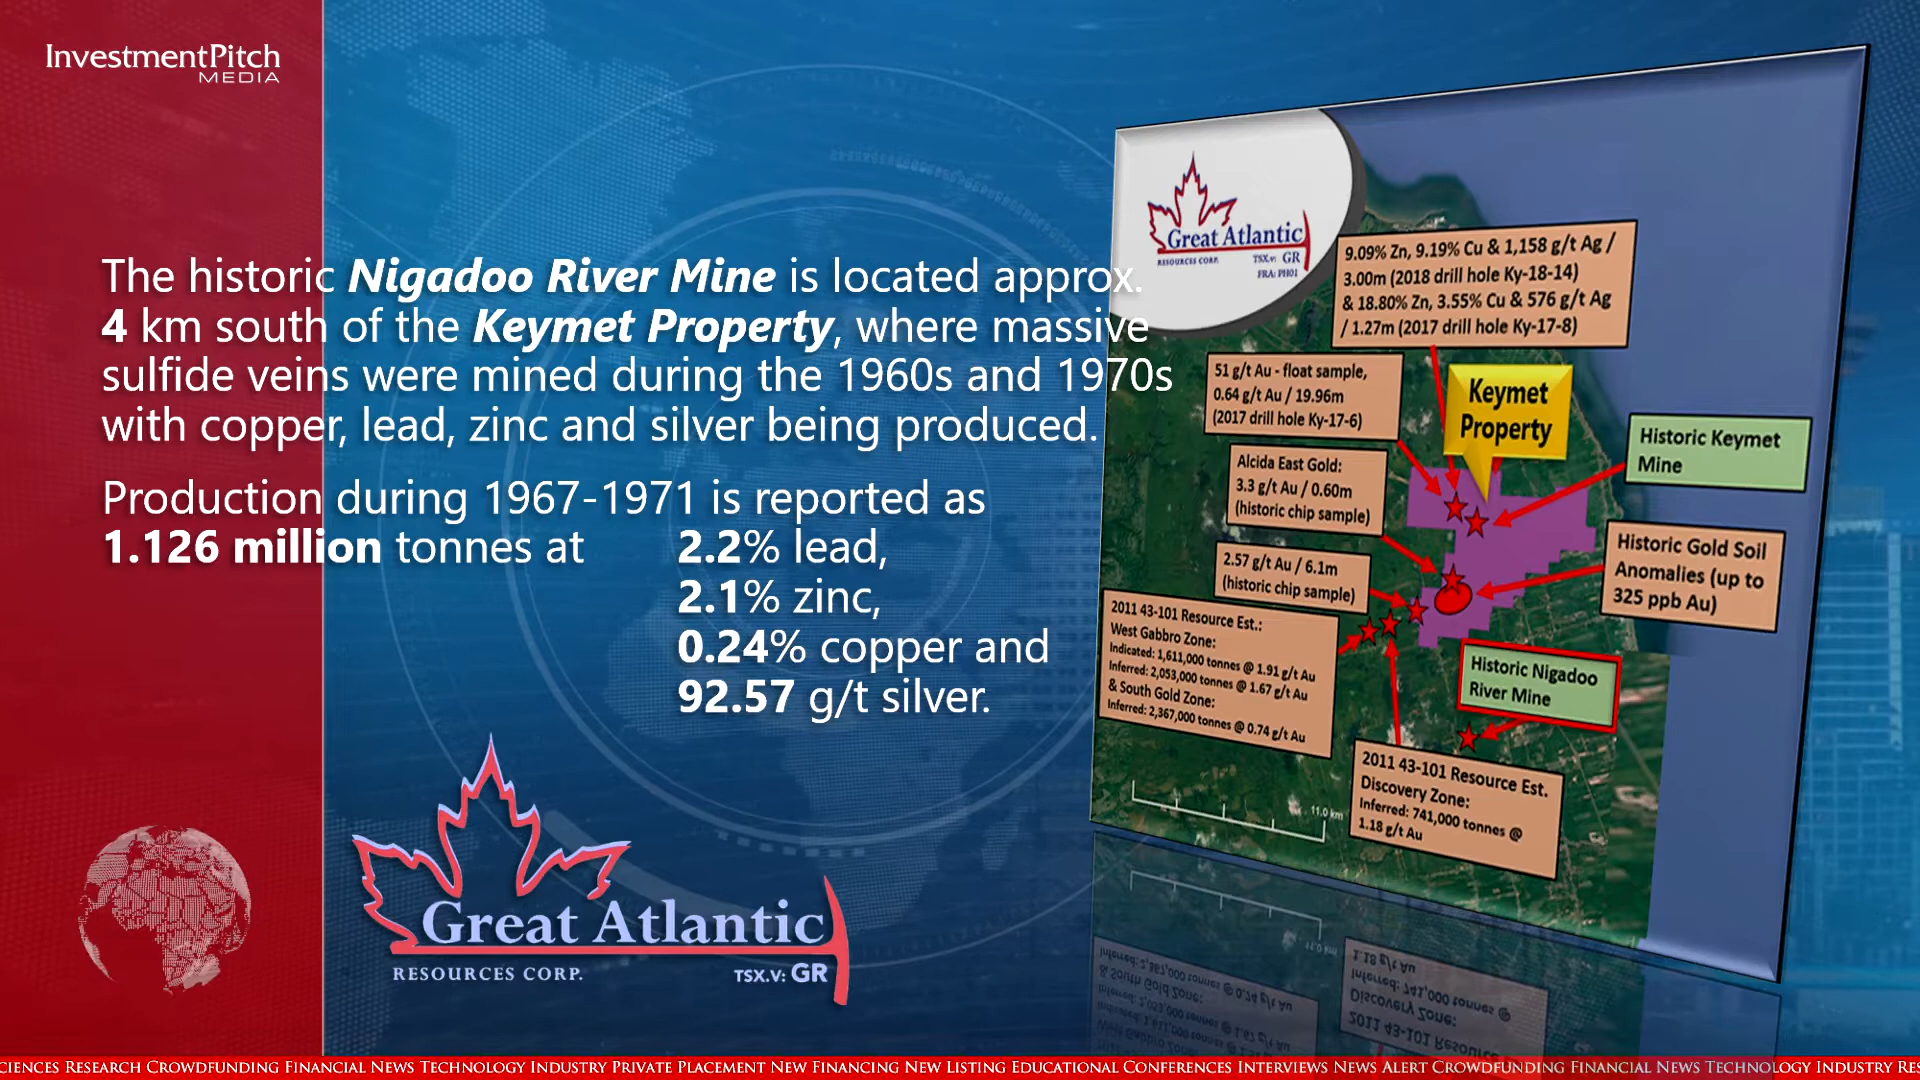 InvestmentPitch
MEDIA
The historic Nigadoo River Mine is located approx.
4 km south of the Keymet Property, where massive
sulfide veins were mined during the 1960s and 1970s
with copper, lead, zinc and silver being produced.
Production during 1967-1971 is reported as
1.126 million tonnes at
2.2% lead,
2.1% zinc,
0.24% copper and
92.57 g/t silver.
Great Atlantic
RESOURCES CORP. TSX.V: GR
Great Atlantic
RESOURCES CORP. TSX.V: GR
FRA: PH01
9.09% Zn, 9.19% Cu & 1,158 g/t Ag /
3.00m (2018 drill hole Ky-18-14)
& 18.80% Zn, 3.55% Cu & 576 g/t Ag
/ 1.27m (2017 drill hole Ky-17-8)
51 g/t Au - float sample,
0.64 g/t Au / 19.96m
(2017 drill hole Ky-17-6)
Keymet
Property
Historic Keymet
Mine
Alcida East Gold:
3.3 g/t Au / 0.60m
(historic chip sample)
2.57 g/t Au / 6.1m
(historic chip sample)
Historic Gold Soil
Anomalies (up to
325 ppb Au)
2011 43-101 Resource Est.:
West Gabbro Zone:
Indicated: 1,611,000 tonnes @ 1.91 g/t Au
Inferred: 2,053,000 tonnes @ 1.67 g/t Au
& South Gold Zone:
Inferred: 2,367,000 tonnes @ 0.74 g/t Au
Historic Nigadoo
River Mine
2011 43-101 Resource Est.
Discovery Zone:
Inferred: 741,000 tonnes @
1.18 g/t Au
11.0 km
CIENCES RESEARCH CROWDFUNDING FINANCIAL NEWS TECHNOLOGY INDUSTRY PRIVATE PLACEMENT NEW FINANCING NEW LISTING EDUCATIONAL CONFERENCES INTERVIEWS NEWS ALERT CROWDFUNDING FINANCIAL NEWS TECHNOLOGY INDUSTRY RES